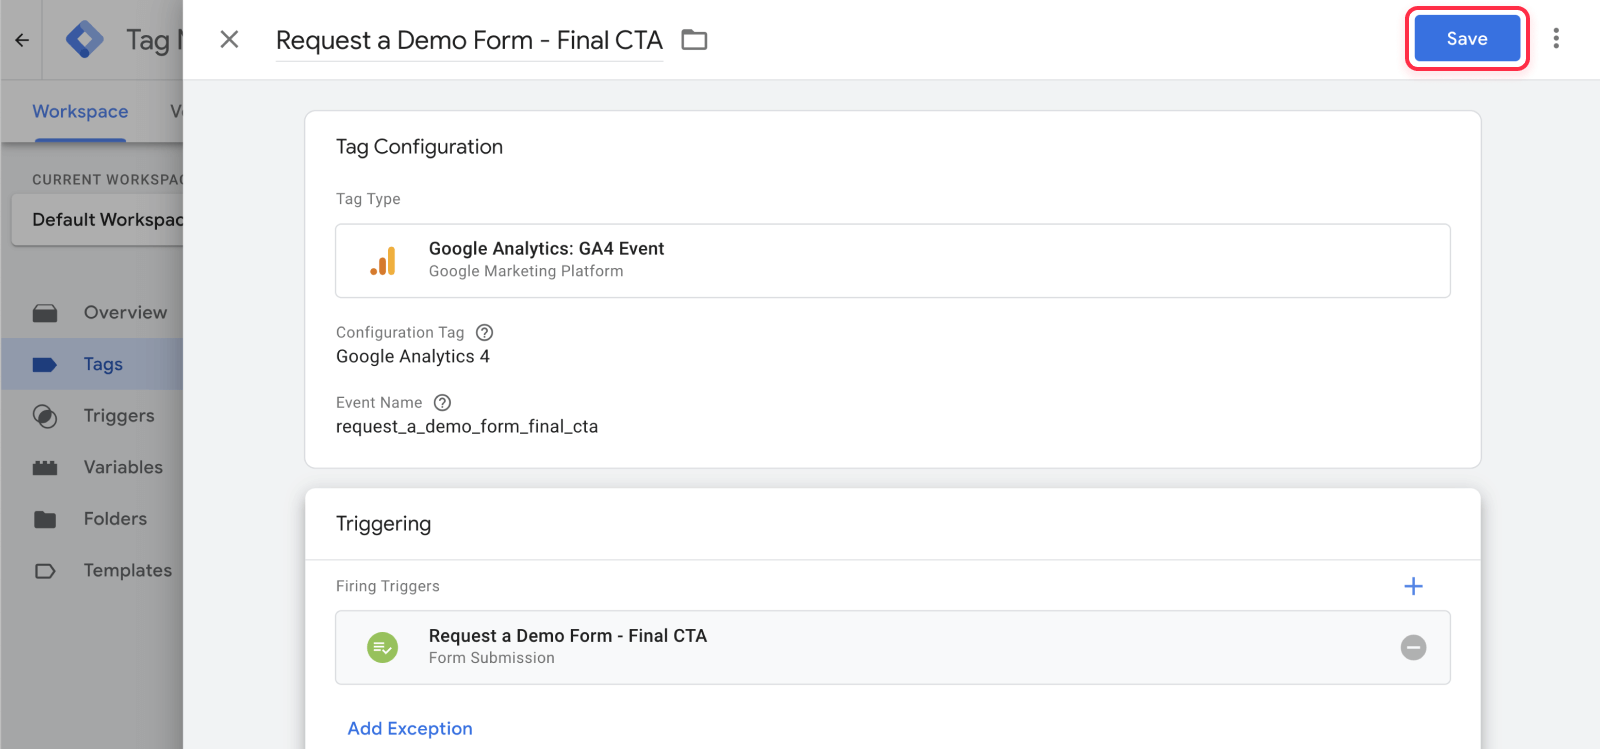 Tag
Request a Demo Form - Final CTA
Save
Workspace
CURRENT
Default
Overview
Tags
Triggers
Variables
Folders
Templates
Tag Configuration
Tag Type
Google Analytics: GA4 Event
Google Marketing Platform
Configuration Tag
Google Analytics 4
Event Name
request_a_demo_form_final_cta
Triggering
Firing Triggers
Request a Demo Form - Final CTA
Form Submission
Add Exception